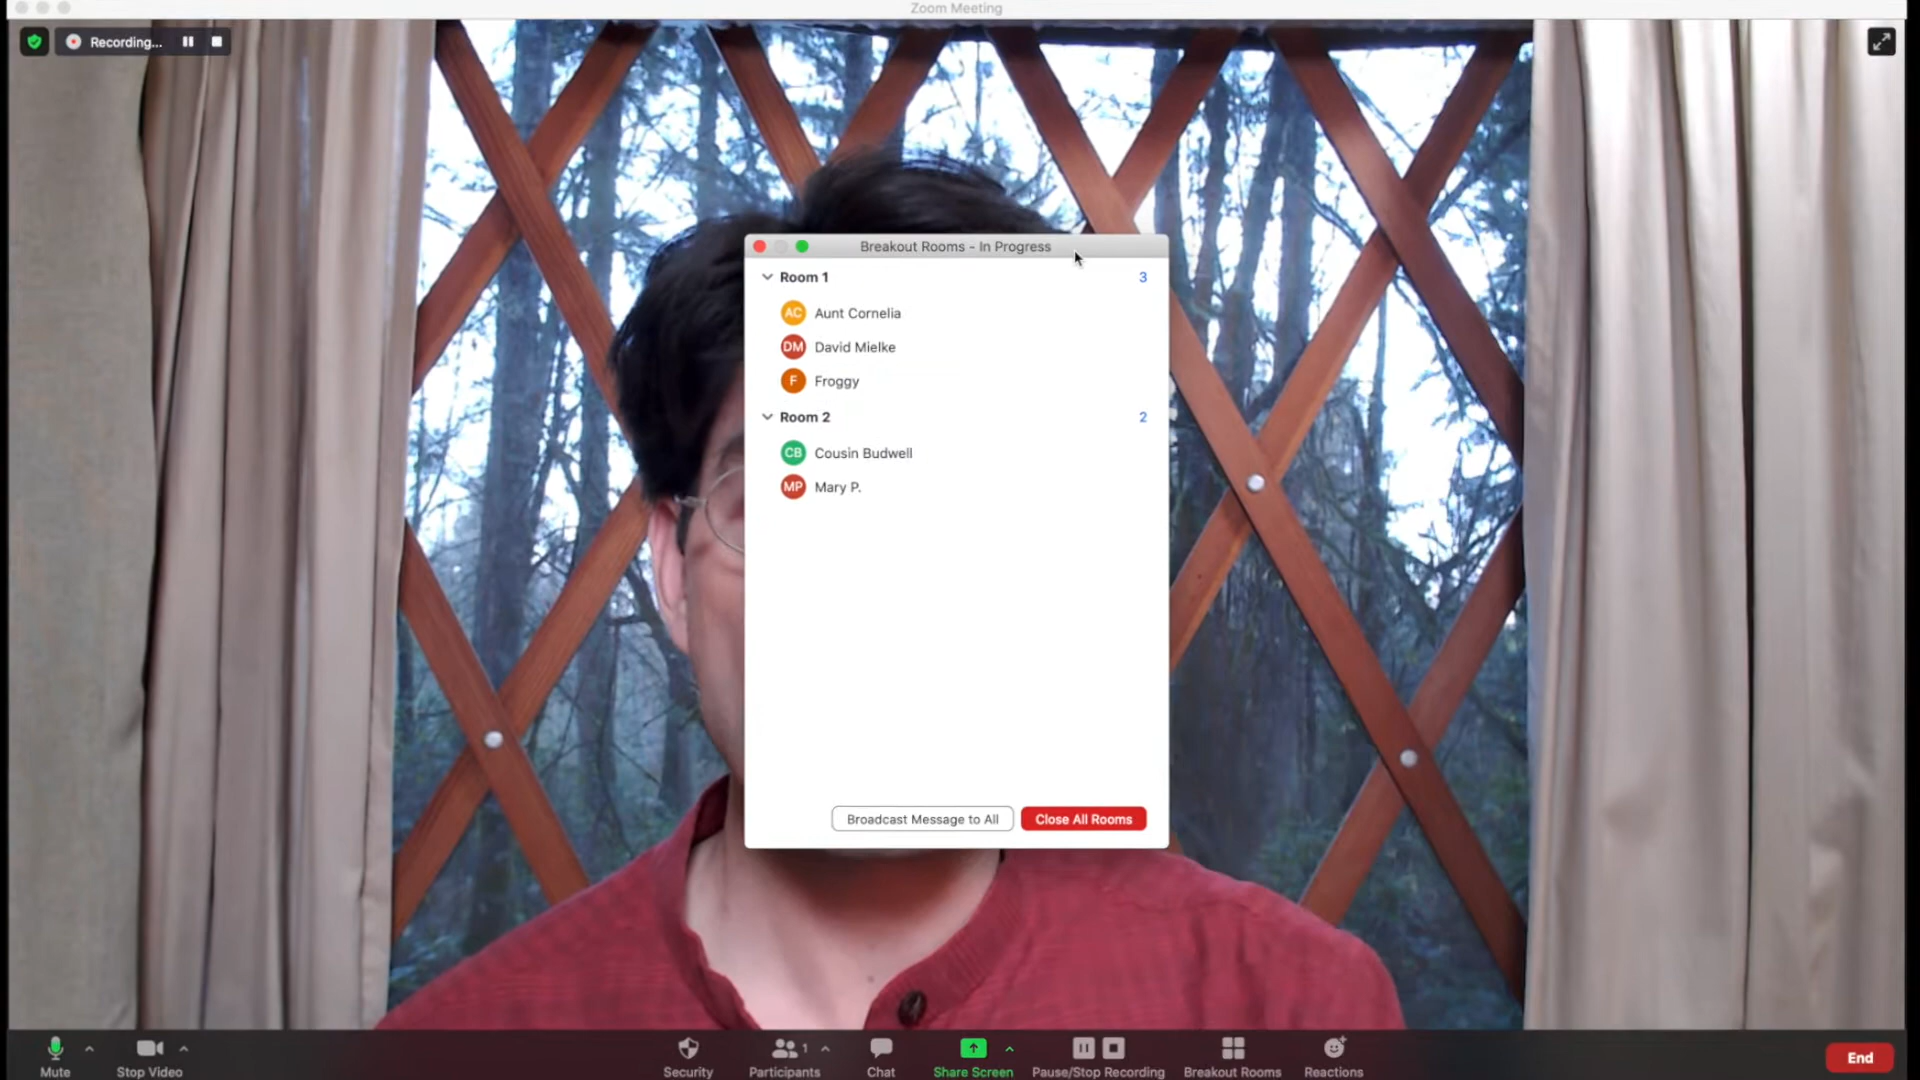 Zoom Meeting
Recording...
Breakout Rooms - In Progress
Room 1 3
AC Aunt Cornelia
DM David Mielke
F Froggy
Room 2 2
CB Cousin Budwell
MP Mary P.
Broadcast Message to All Close All Rooms
1
Mute Stop Video Security Participants Chat Share Screen Pause/Stop Recording Breakout Rooms Reactions End